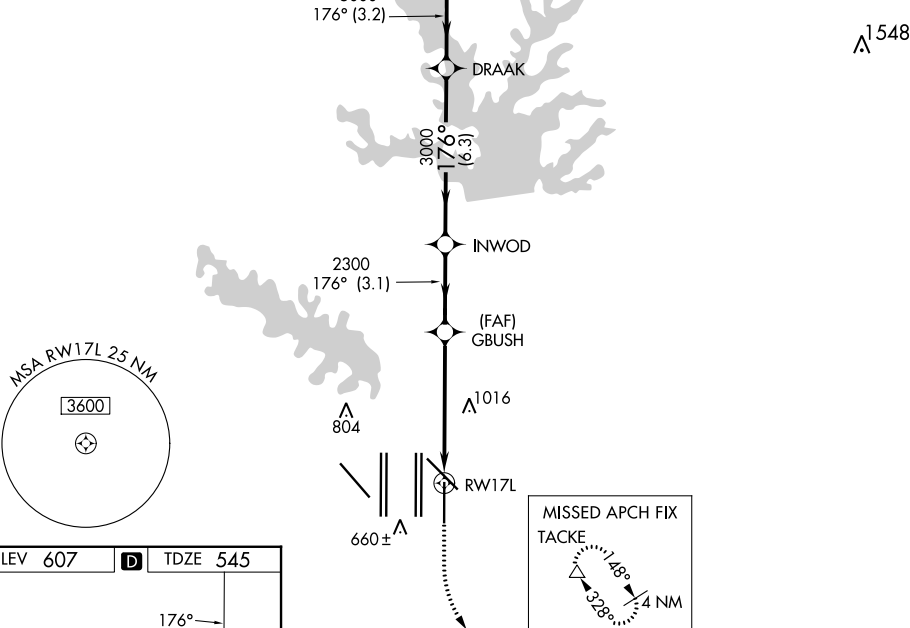 176° (3.2)
1548
DRAAK
3000
176°
(6.3)
INWOD
2300
176° (3.1)
(FAF)
GBUSH
MSA RW17L 25 NM
3600
1016
804
RW17L
660±
MISSED APCH FIX
TACKE
148°
328°
4 NM
LEV 607 D TDZE 545
176°